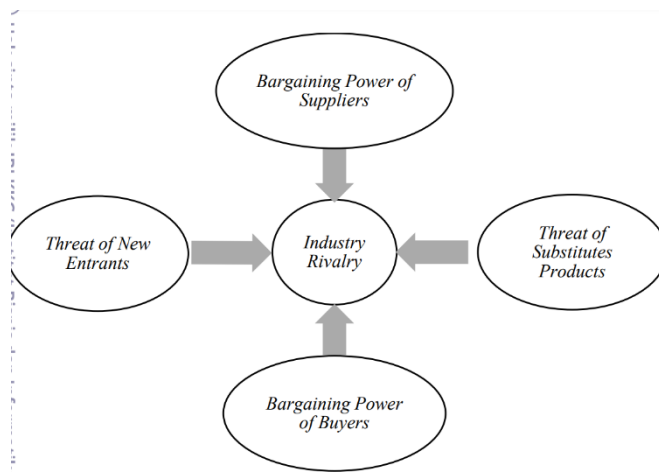 Bargaining Power of
Suppliers
Threat of New
Entrants
Industry
Rivalry
Threat of
Substitutes
Products
Bargaining Power
of Buyers